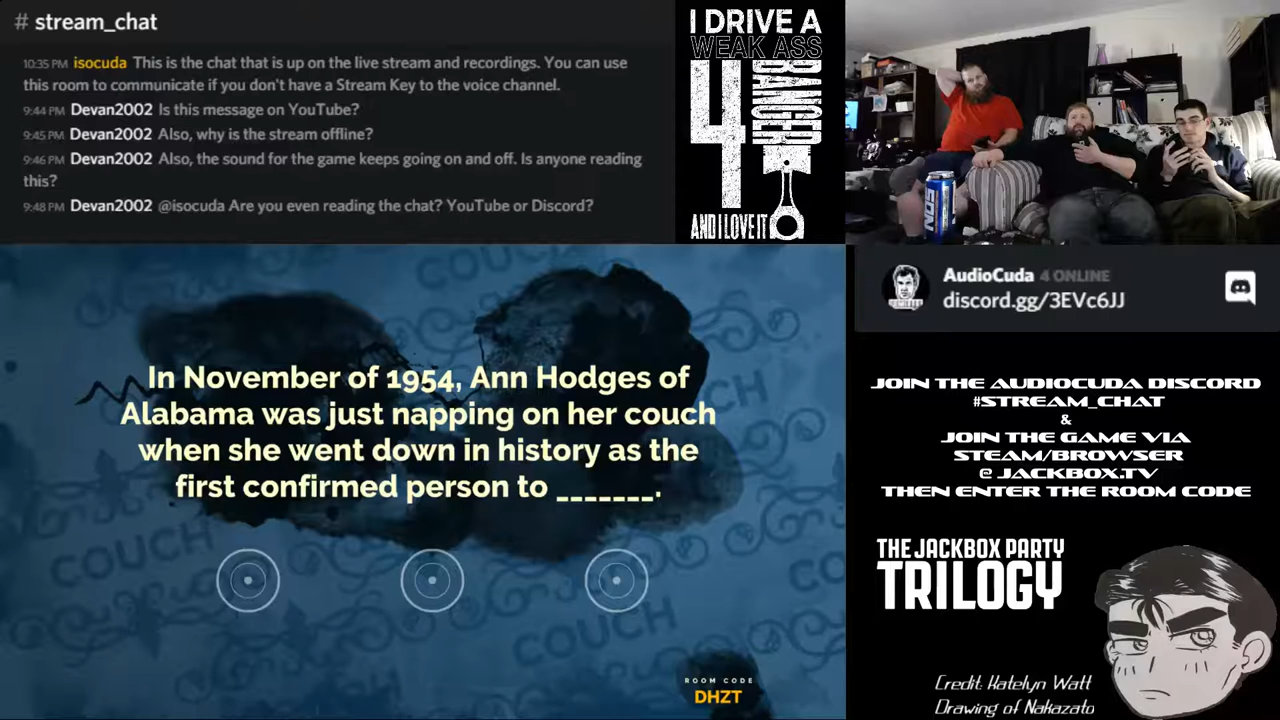 # stream_chat
10:35 PM isocuda This is the chat that is up on the live stream and recordings. You can use
this room to communicate if you don't have a Stream Key to the voice channel.
9:44 PM Devan2002 Is this message on YouTube?
9:45 PM Devan2002 Also, why is the stream offline?
9:46 PM Devan2002 Also, the sound for the game keeps going on and off. Is anyone reading
this?
9:48 PM Devan2002 @isocuda Are you even reading the chat? YouTube or Discord?
I DRIVE A
WEAK ASS
4
BANGER
AND I LOVE IT
NOS
AudioCuda 4 ONLINE
discord.gg/3EVc6JJ
In November of 1954, Ann Hodges of
Alabama was just napping on her couch
when she went down in history as the
first confirmed person to _______.
COUCH
COUCH
COUCH
COUCH
ROOM CODE
DHZT
JOIN THE AUDIOCUDA DISCORD
#STREAM_CHAT
&
JOIN THE GAME VIA
STEAM/BROWSER
@ JACKBOX.TV
THEN ENTER THE ROOM CODE
THE JACKBOX PARTY
TRILOGY
Credit: Katelyn Watt
Drawing of Nakazato